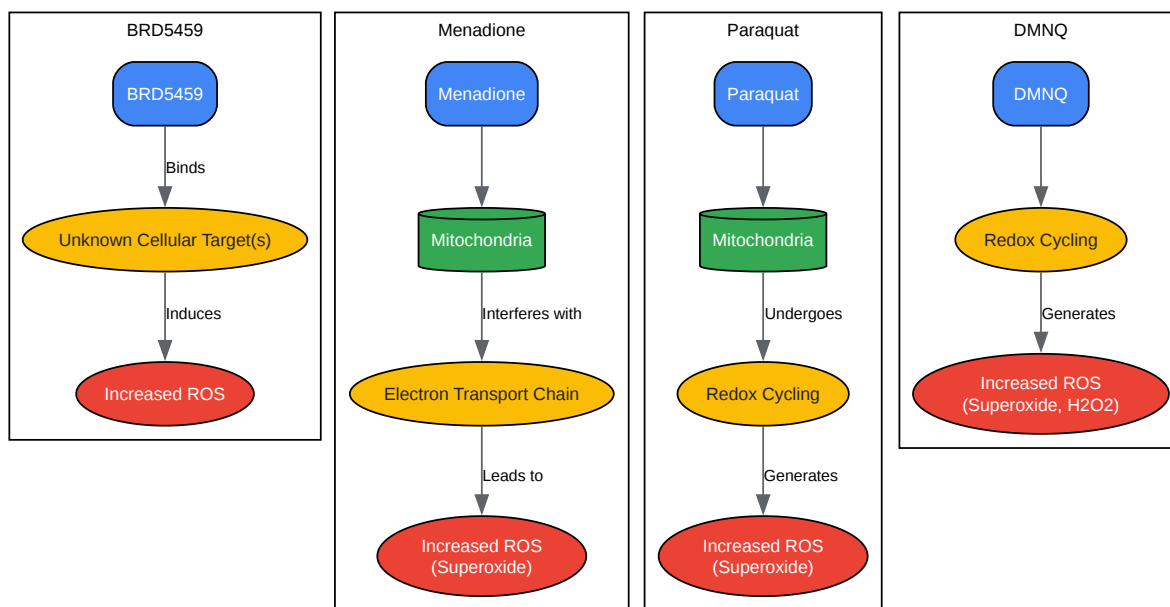 BRD5459
BRD5459
Binds
Unknown Cellular Target(s)
Induces
Increased ROS
Menadione
Menadione
Mitochondria
Interferes with
Electron Transport Chain
Leads to
Increased ROS
(Superoxide)
Paraquat
Paraquat
Mitochondria
Undergoes
Redox Cycling
Generates
Increased ROS
(Superoxide)
DMNQ
DMNQ
Redox Cycling
Generates
Increased ROS
(Superoxide, H2O2)